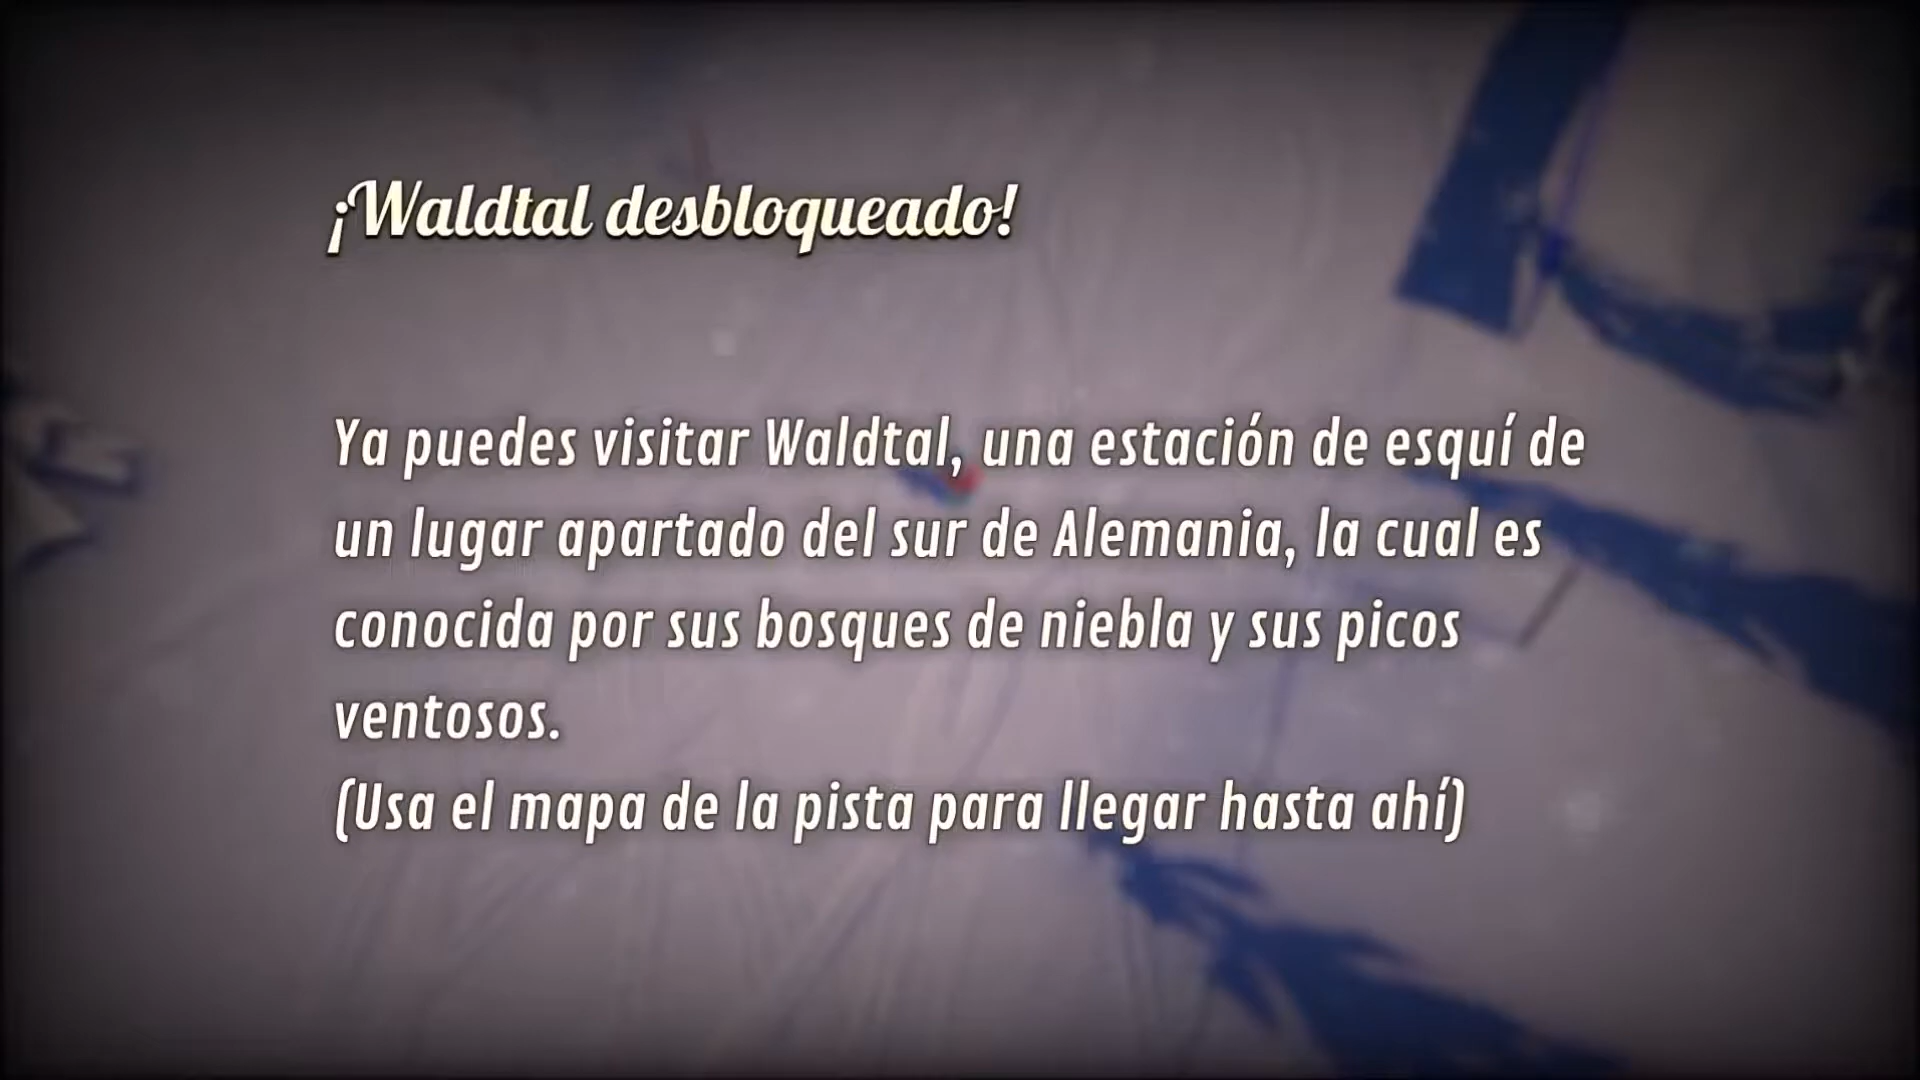 ¡Waldtal desbloqueado!
Ya puedes visitar Waldtal, una estación de esquí de
un lugar apartado del sur de Alemania, la cual es
conocida por sus bosques de niebla y sus picos
ventosos.
(Usa el mapa de la pista para llegar hasta ahí)